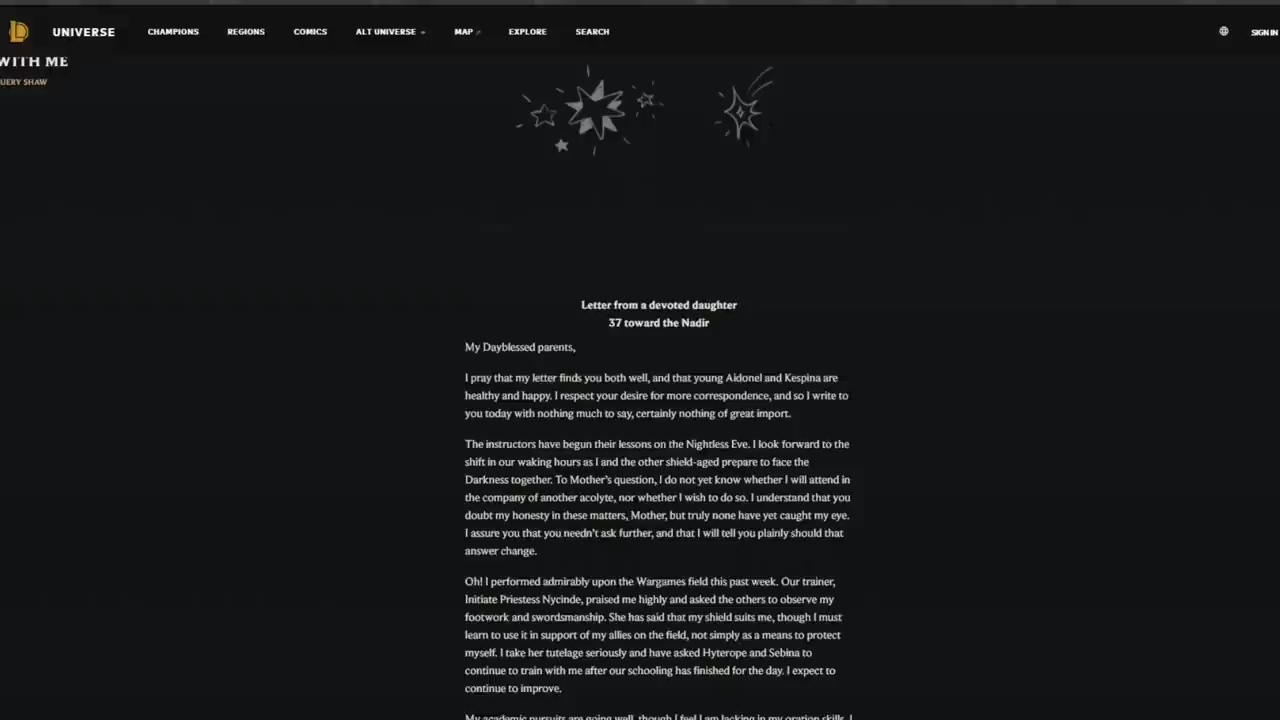 UNIVERSE CHAMPIONS REGIONS COMICS ALT UNIVERSE MAP EXPLORE SEARCH SIGN IN
WITH ME
UERY SHAW
Letter from a devoted daughter
37 toward the Nadir
My Dayblessed parents,
I pray that my letter finds you both well, and that young Aidonel and Kespina are
healthy and happy. I respect your desire for more correspondence, and so I write to
you today with nothing much to say, certainly nothing of great import.
The instructors have begun their lessons on the Nightless Eve. I look forward to the
shift in our waking hours as I and the other shield-aged prepare to face the
Darkness together. To Mother's question, I do not yet know whether I will attend in
the company of another acolyte, nor whether I wish to do so. I understand that you
doubt my honesty in these matters, Mother, but truly none have yet caught my eye.
I assure you that you needn't ask further, and that I will tell you plainly should that
answer change.
Oh! I performed admirably upon the Wargames field this past week. Our trainer,
Initiate Priestess Nycinde, praised me highly and asked the others to observe my
footwork and swordsmanship. She has said that my shield suits me, though I must
learn to use it in support of my allies on the field, not simply as a means to protect
myself. I take her tutelage seriously and have asked Hyterope and Sebina to
continue to train with me after our schooling has finished for the day. I expect to
continue to improve.
My academic pursuits are going well, though I feel I am lacking in my oration skills. I